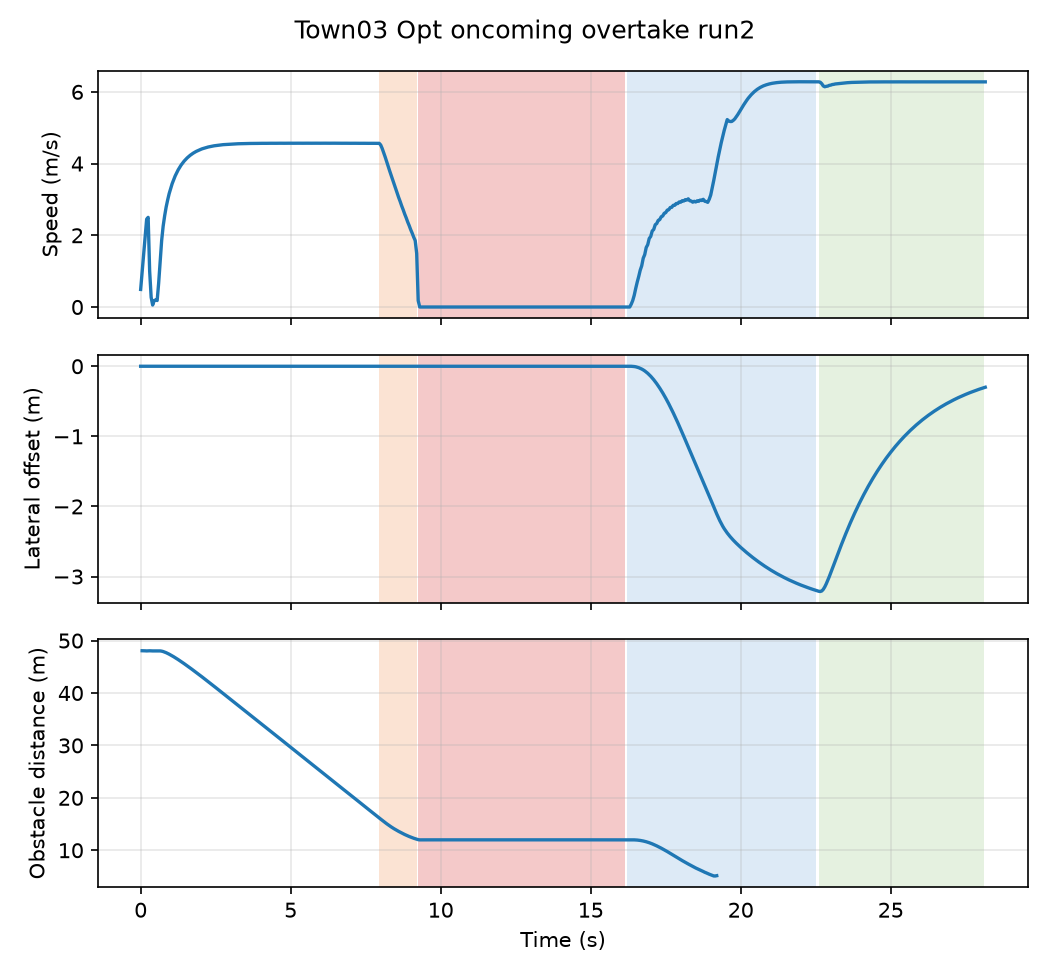 Town03 Opt oncoming overtake run2
Speed (m/s)
6
4
2
0
Lateral offset (m)
0
−1
−2
−3
Obstacle distance (m)
50
40
30
20
10
0 5 10 15 20 25
Time (s)